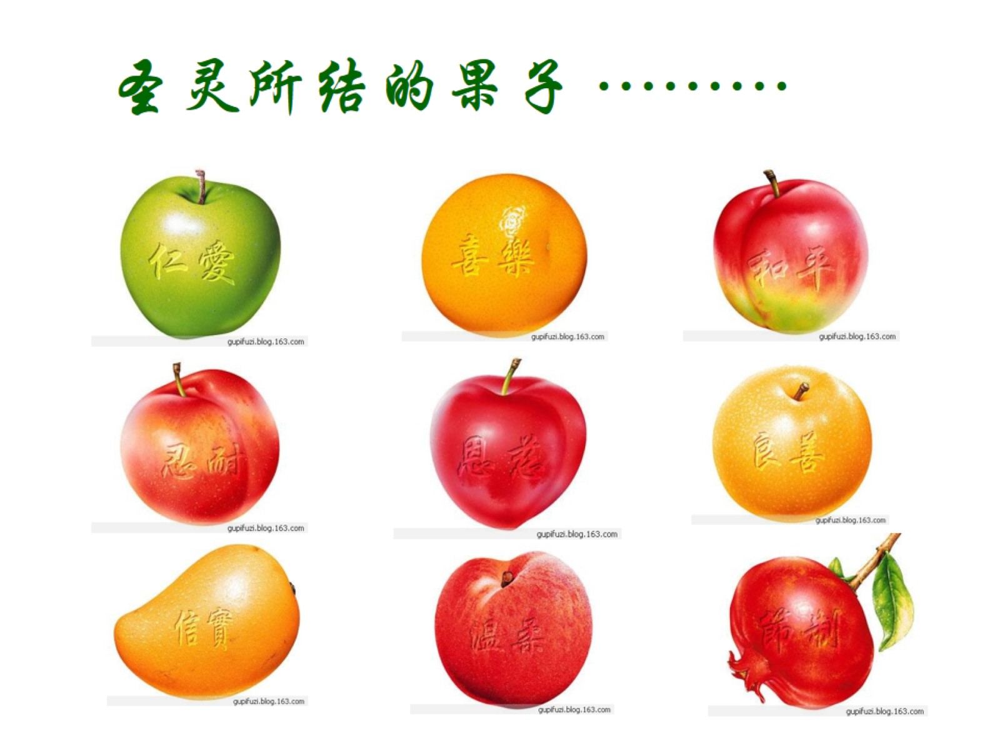 圣灵所结的果子 ·········
仁愛
喜樂
和平
gupifuzi.blog.163.com
gupifuzi.blog.163.com
gupifuzi.blog.163.com
忍耐
恩慈
良善
gupifuzi.blog.163.com
gupifuzi.blog.163.com
gupifuzi.blog.163.com
信實
溫柔
節制
gupifuzi.blog.163.com
gupifuzi.blog.163.com
gupifuzi.blog.163.com